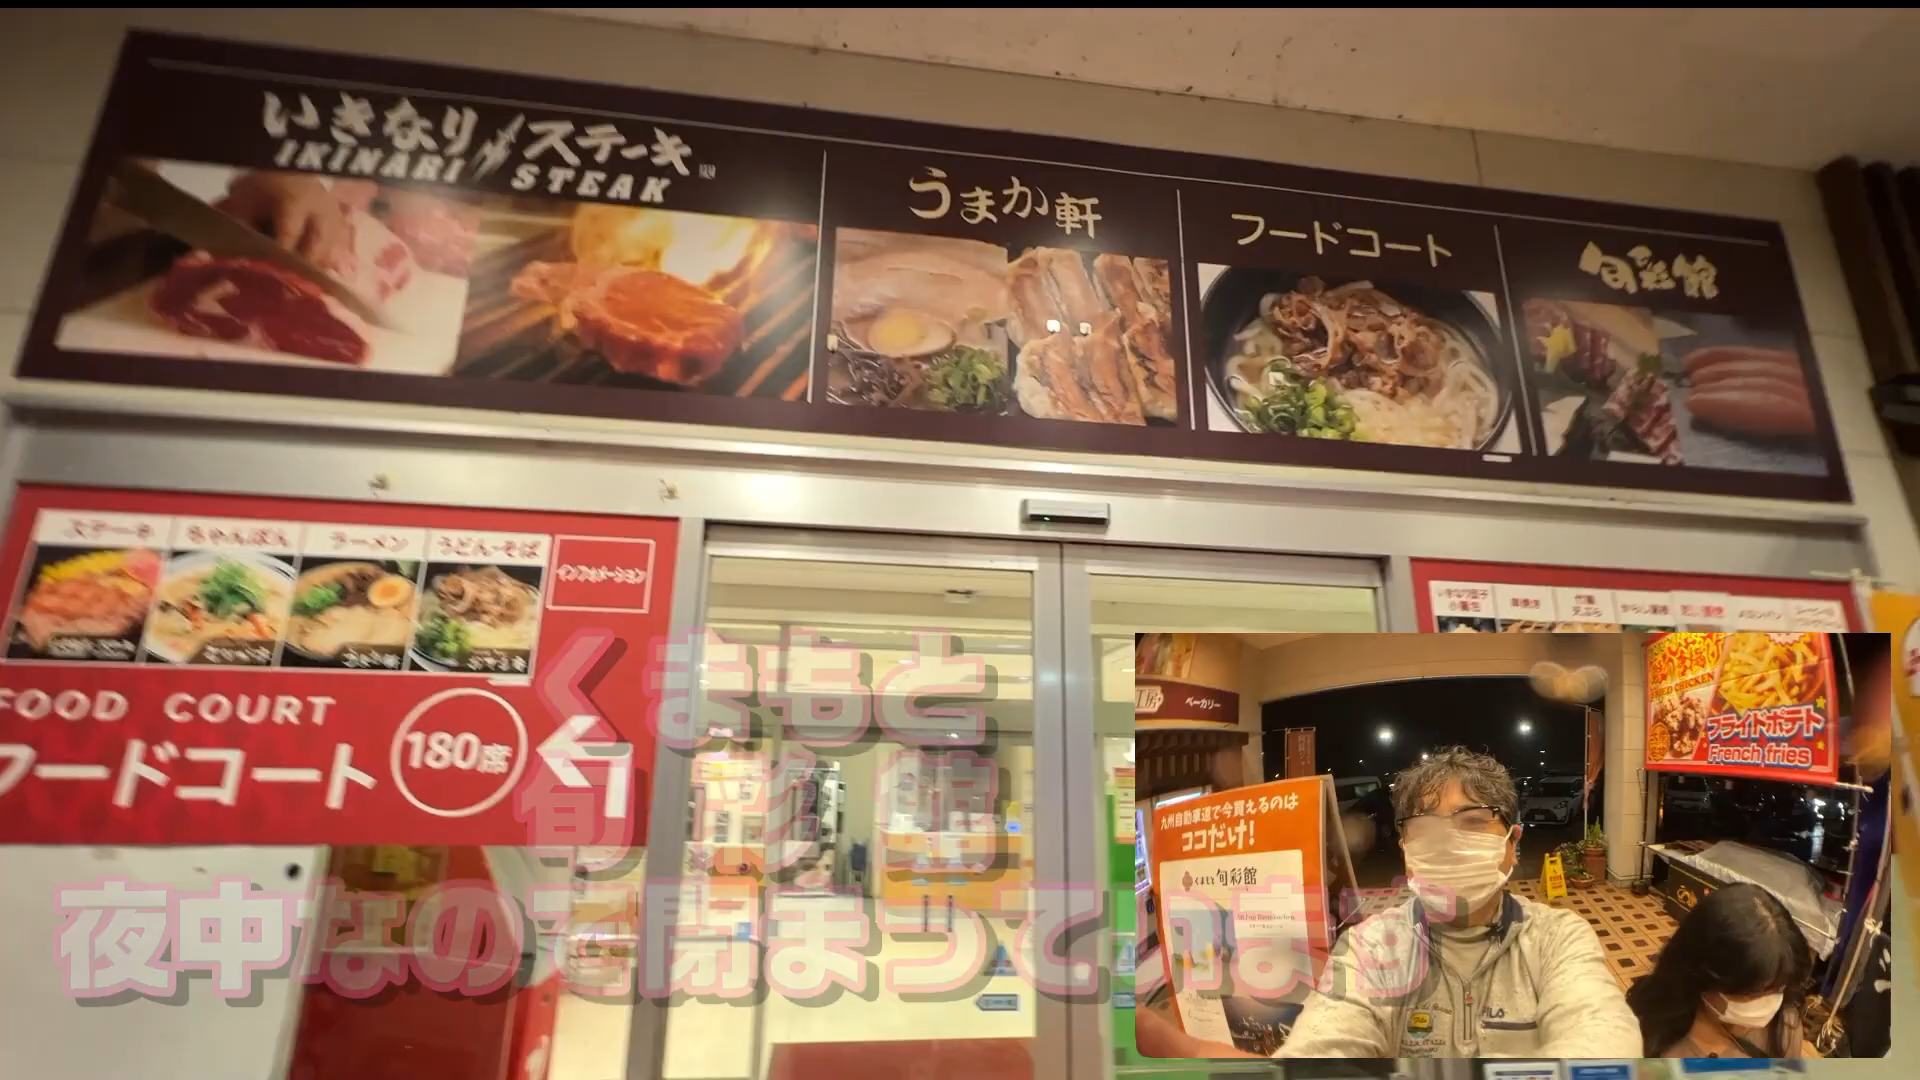 いきなりステーキ
IKINARI STEAK
うまか軒
フードコート
旬彩館
ステーキ
ちゃんぽん
ラーメン
うどん・そば
インフォメーション
FOOD COURT
フードコート
180席
くまもと
旬彩館
夜中なので閉まっています
工房
ベーカリー
九州自動車道で今買えるのは
ココだけ!
くまもと旬彩館
FRIED CHICKEN
フライドポテト
French fries
FILA